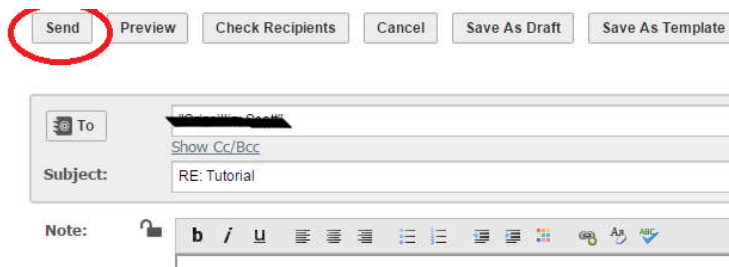 Send Preview Check Recipients Cancel Save As Draft Save As Template
To
Show Cc/Bcc
Subject: RE: Tutorial
Note: b i u ABC